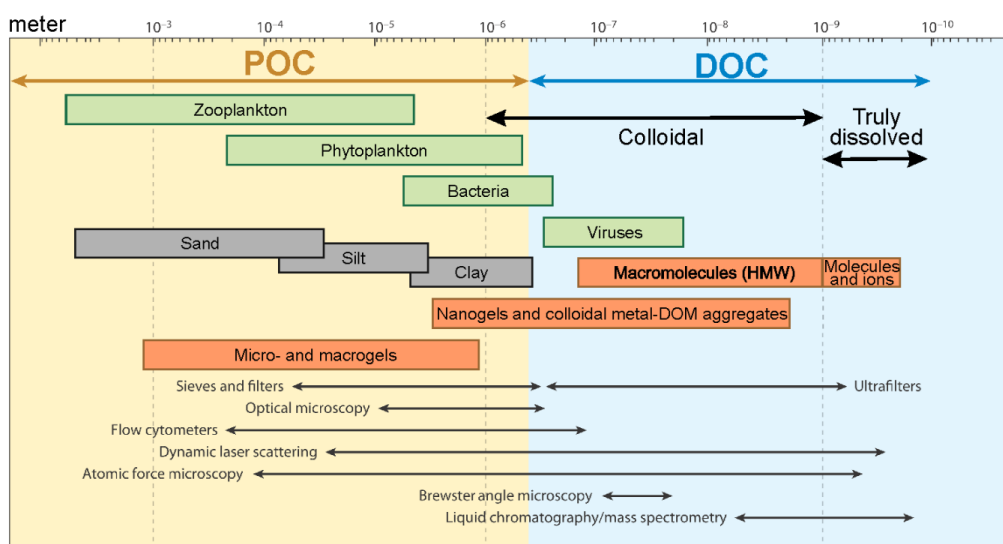 meter
10⁻³ 10⁻⁴ 10⁻⁵ 10⁻⁶ 10⁻⁷ 10⁻⁸ 10⁻⁹ 10⁻¹⁰
POC DOC
Zooplankton
Colloidal
Truly
dissolved
Phytoplankton
Bacteria
Viruses
Sand
Silt
Clay
Macromolecules (HMW)
Molecules
and ions
Nanogels and colloidal metal-DOM aggregates
Micro- and macrogels
Sieves and filters Ultrafilters
Optical microscopy
Flow cytometers
Dynamic laser scattering
Atomic force microscopy
Brewster angle microscopy
Liquid chromatography/mass spectrometry